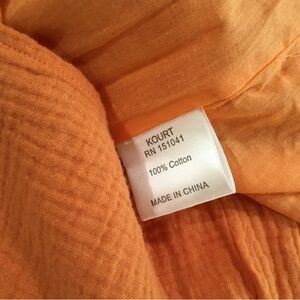 KOURT
RN 151041
100% Cotton
MADE IN CHINA